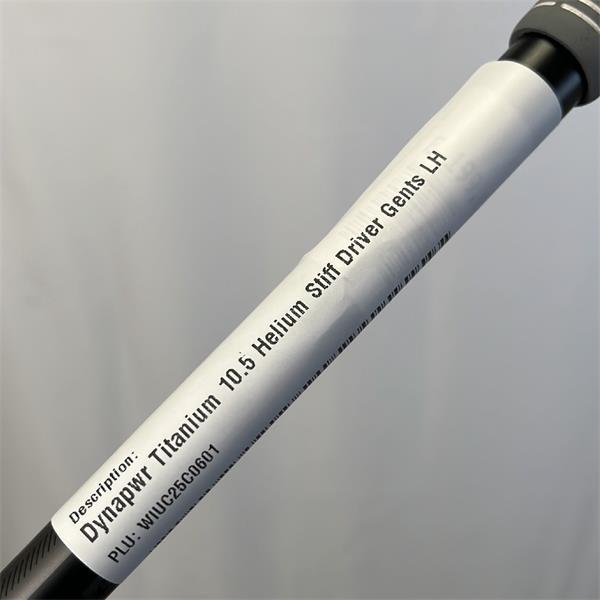 Description:
Dynapwr Titanium 10.5 Helium Stiff Driver Gents LH
PLU: WIUC25C0601